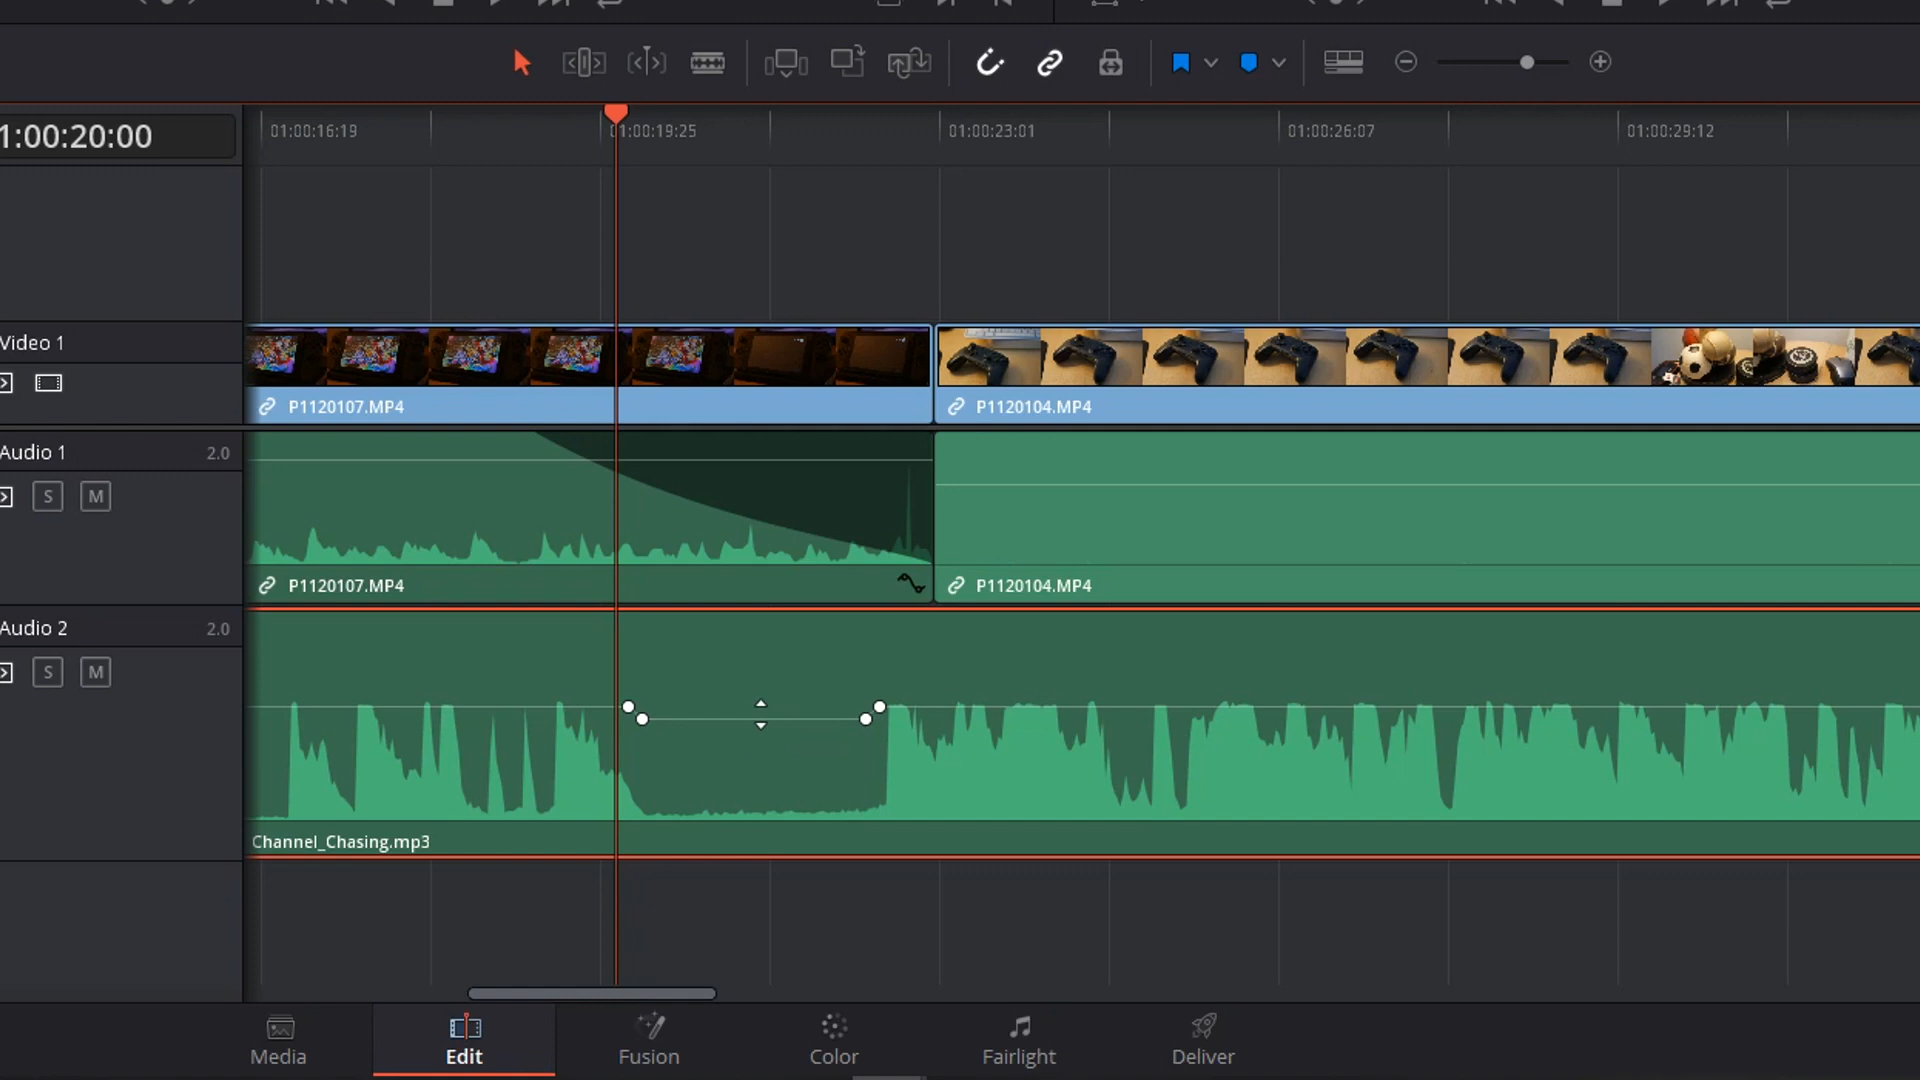 1:00:20:00
01:00:16:19
01:00:19:25
01:00:23:01
01:00:26:07
01:00:29:12
Video 1
P1120107.MP4
P1120104.MP4
Audio 1
2.0
S
M
P1120107.MP4
P1120104.MP4
Audio 2
2.0
S
M
Channel_Chasing.mp3
Media
Edit
Fusion
Color
Fairlight
Deliver